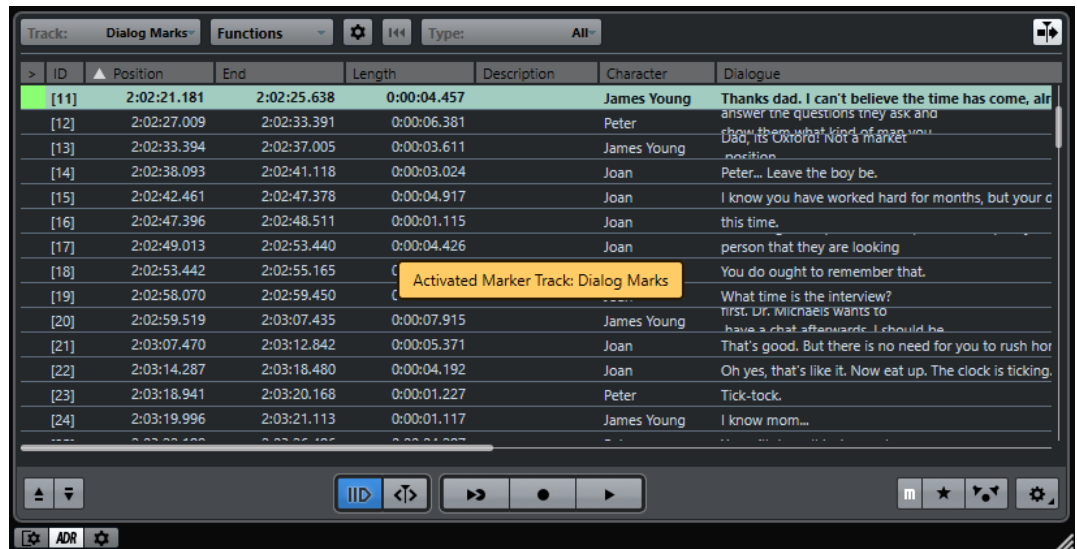 Track: Dialog Marks Functions Type: All
> ID Position End Length Description Character Dialogue
[11] 2:02:21.181 2:02:25.638 0:00:04.457 James Young Thanks dad. I can't believe the time has come, alr
[12] 2:02:27.009 2:02:33.391 0:00:06.381 Peter answer the questions they ask and
show them what kind of man you
[13] 2:02:33.394 2:02:37.005 0:00:03.611 James Young Dad, its Oxford! Not a market
position
[14] 2:02:38.093 2:02:41.118 0:00:03.024 Joan Peter... Leave the boy be.
[15] 2:02:42.461 2:02:47.378 0:00:04.917 Joan I know you have worked hard for months, but your d
[16] 2:02:47.396 2:02:48.511 0:00:01.115 Joan this time.
[17] 2:02:49.013 2:02:53.440 0:00:04.426 Joan person that they are looking
[18] 2:02:53.442 2:02:55.165 You do ought to remember that.
Activated Marker Track: Dialog Marks
[19] 2:02:58.070 2:02:59.450 What time is the interview?
[20] 2:02:59.519 2:03:07.435 0:00:07.915 James Young first. Dr. Michaels wants to
have a chat afterwards. I should be
[21] 2:03:07.470 2:03:12.842 0:00:05.371 Joan That's good. But there is no need for you to rush hor
[22] 2:03:14.287 2:03:18.480 0:00:04.192 Joan Oh yes, that's like it. Now eat up. The clock is ticking.
[23] 2:03:18.941 2:03:20.168 0:00:01.227 Peter Tick-tock.
[24] 2:03:19.996 2:03:21.113 0:00:01.117 James Young I know mom...
m
ADR